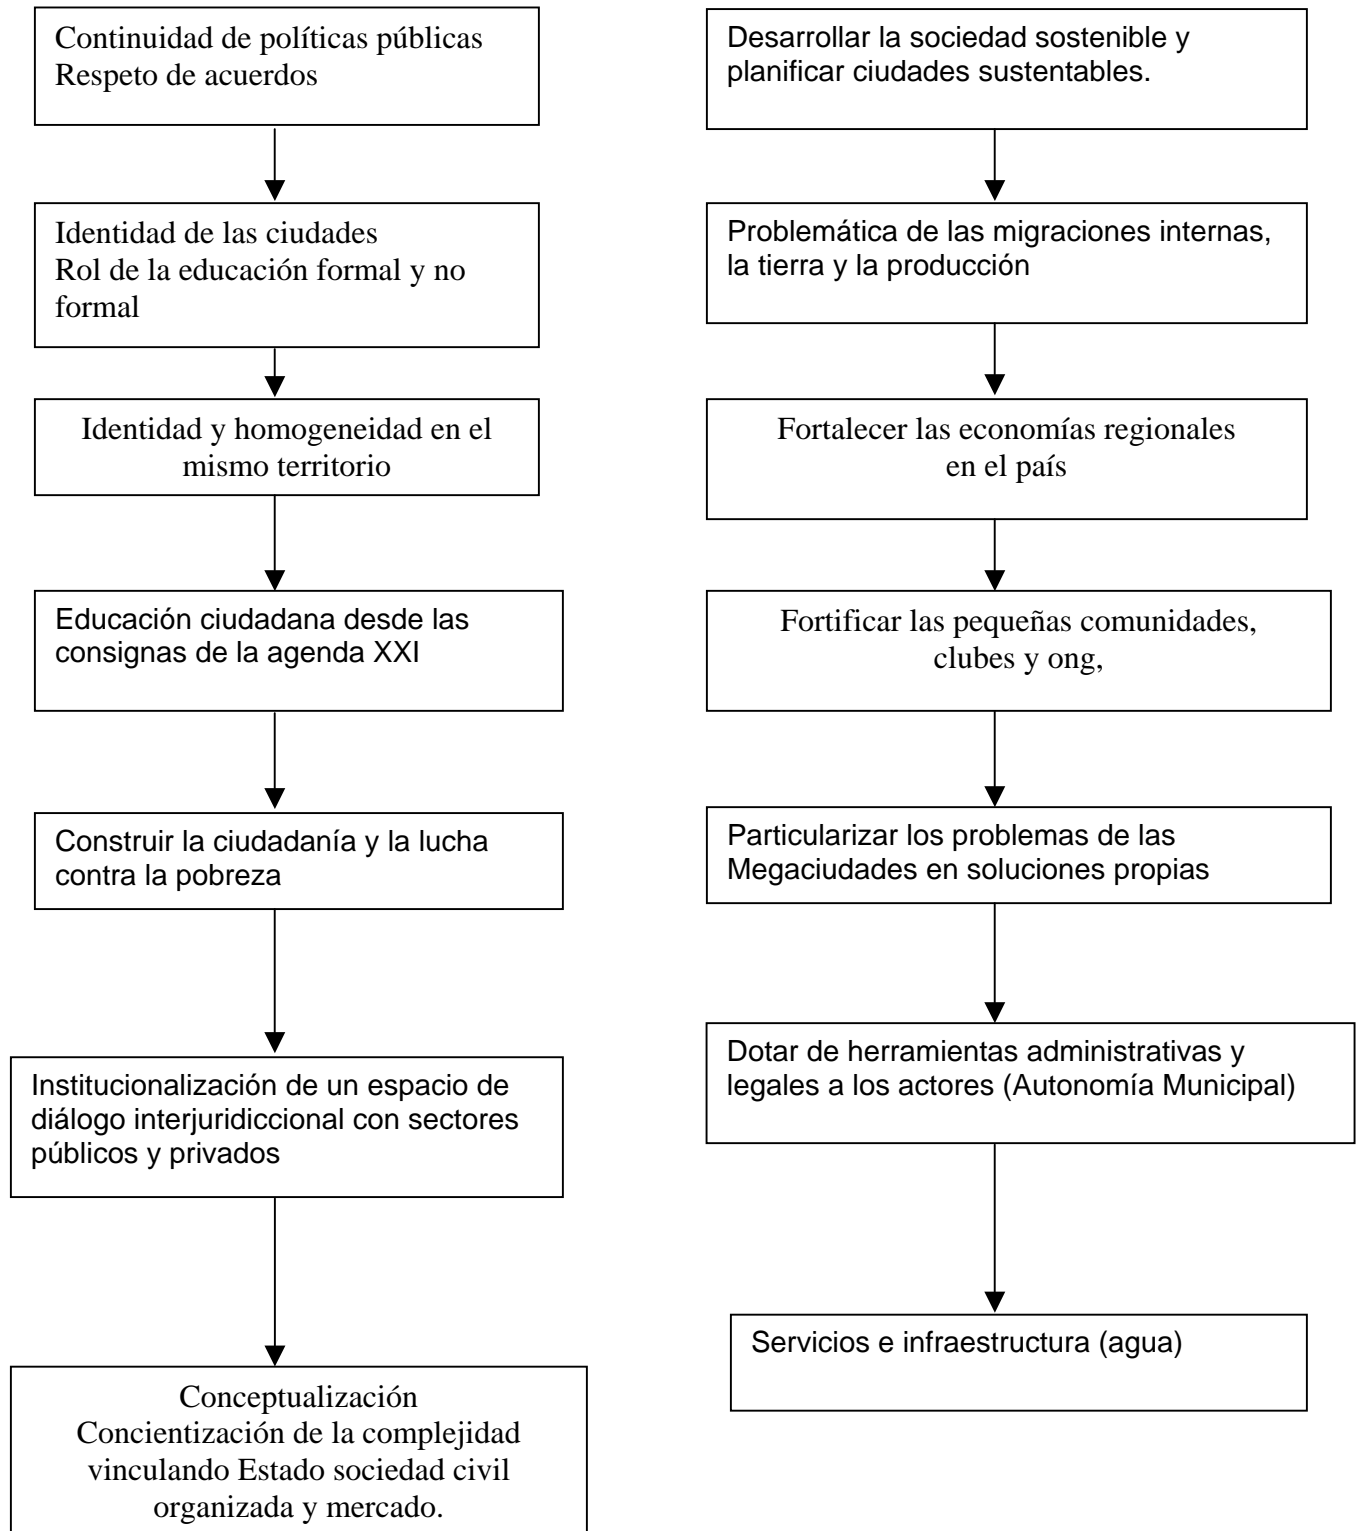 Continuidad de políticas públicas
Respeto de acuerdos
Identidad de las ciudades
Rol de la educación formal y no
formal
Identidad y homogeneidad en el
mismo territorio
Educación ciudadana desde las
consignas de la agenda XXI
Construir la ciudadanía y la lucha
contra la pobreza
Institucionalización de un espacio de
diálogo interjuridiccional con sectores
públicos y privados
Conceptualización
Concientización de la complejidad
vinculando Estado sociedad civil
organizada y mercado.
Desarrollar la sociedad sostenible y
planificar ciudades sustentables.
Problemática de las migraciones internas,
la tierra y la producción
Fortalecer las economías regionales
en el país
Fortificar las pequeñas comunidades,
clubes y ong,
Particularizar los problemas de las
Megaciudades en soluciones propias
Dotar de herramientas administrativas y
legales a los actores (Autonomía Municipal)
Servicios e infraestructura (agua)